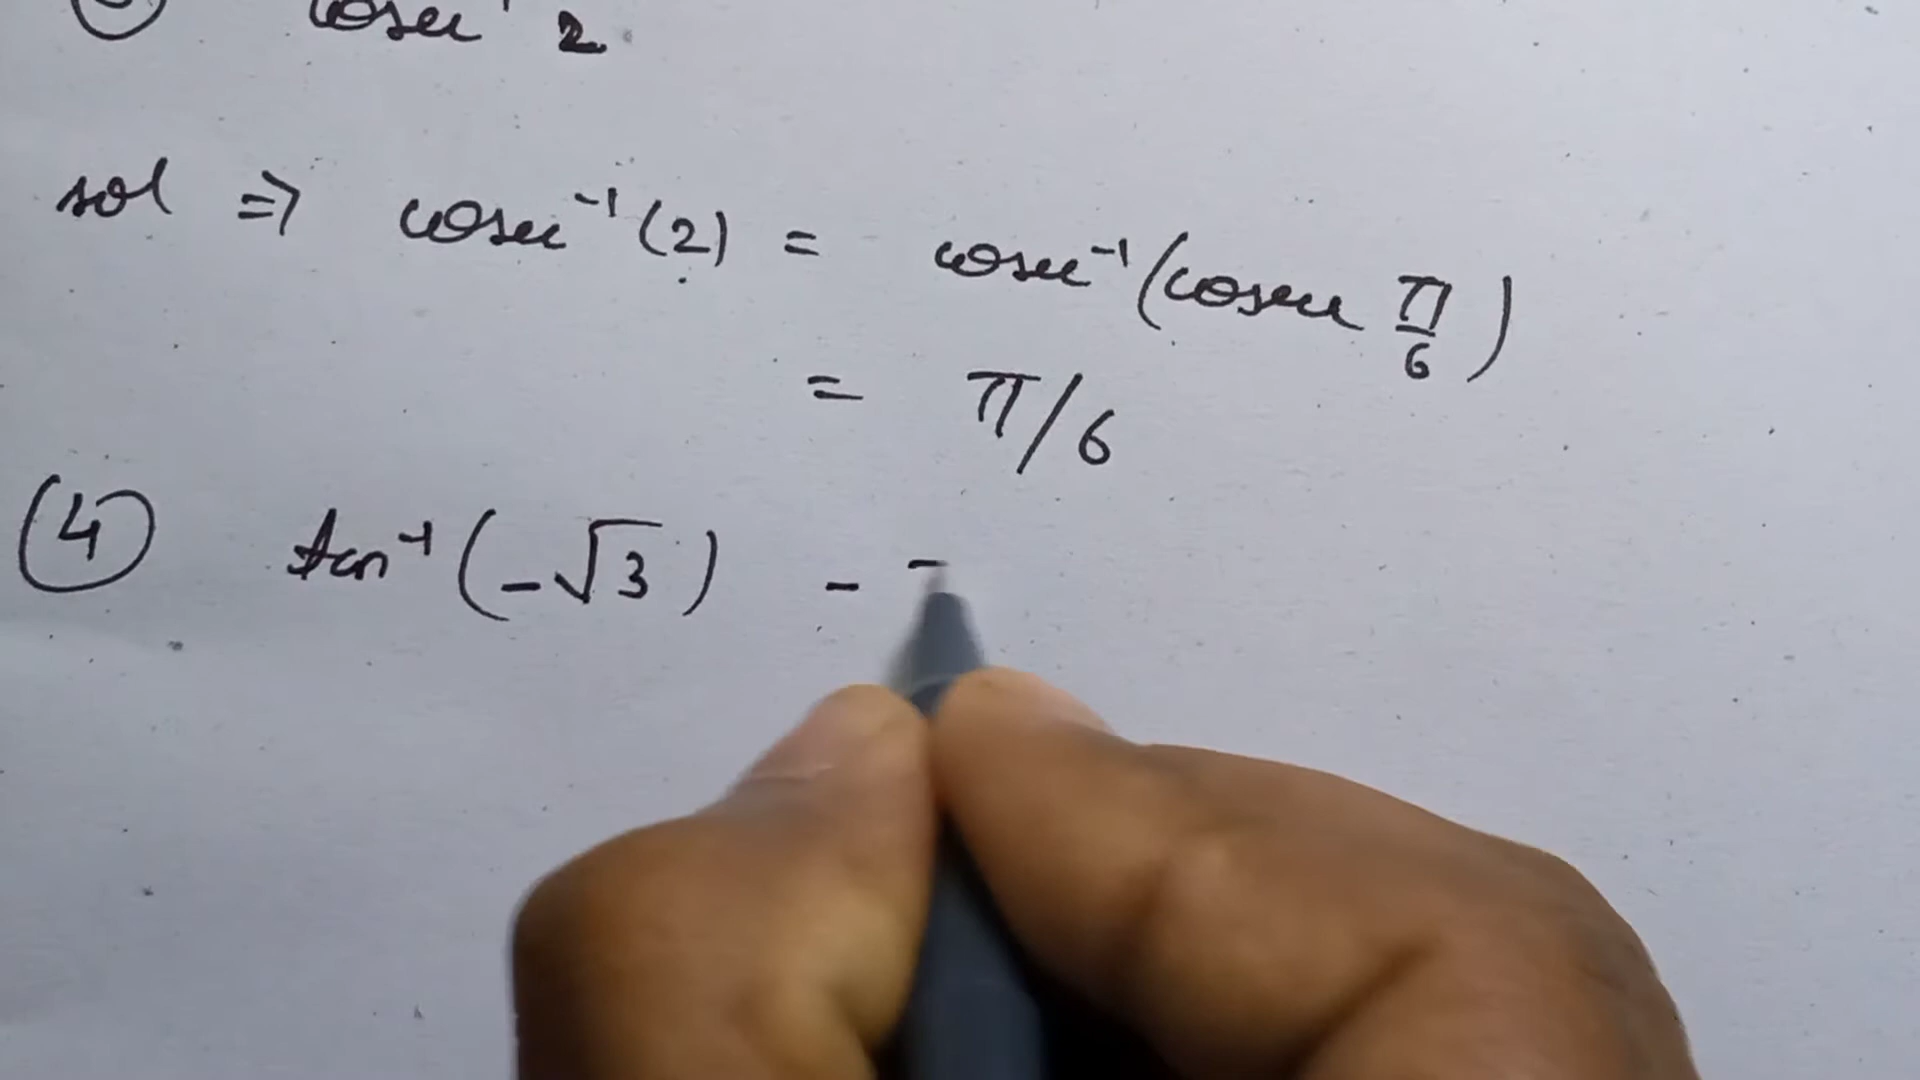 cosec⁻¹ 2
sol ⇒ cosec⁻¹(2) = cosec⁻¹(cosec π/6)
= π/6
④ tan⁻¹(-√3) -